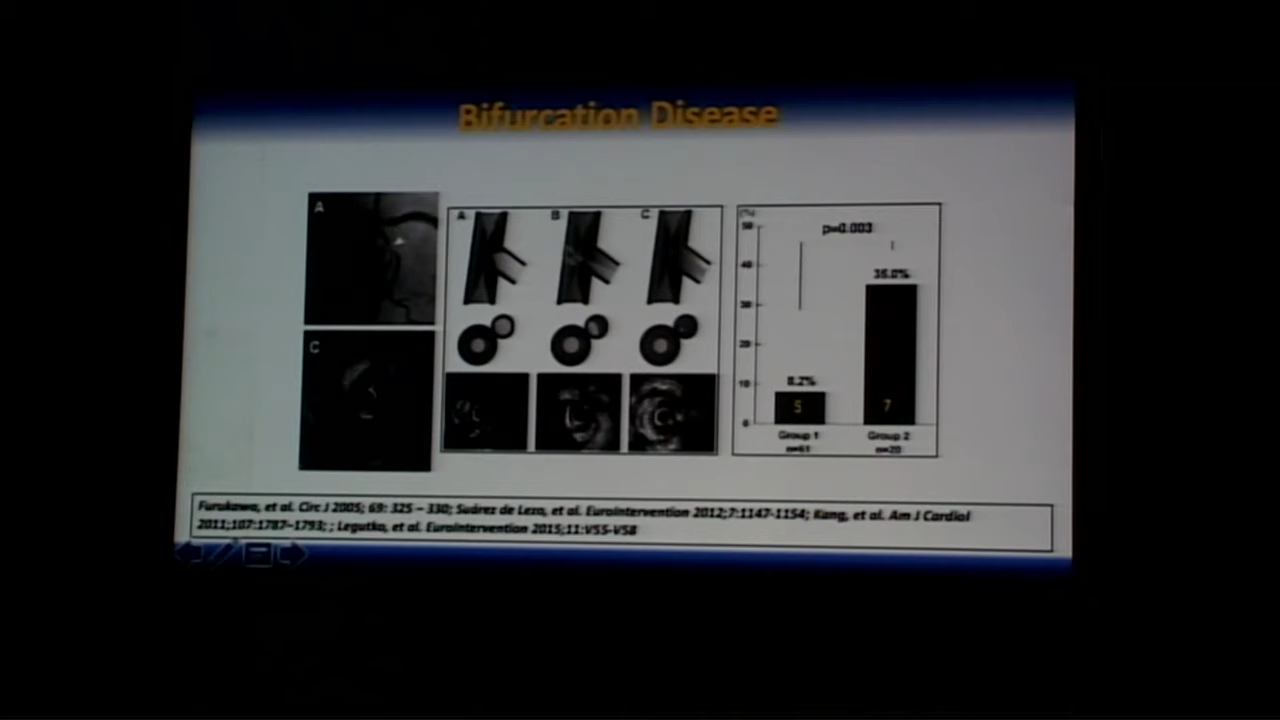 Bifurcation Disease
A
C
A
B
C
(%)
50
40
30
20
10
0
p=0.003
8.2%
35.0%
5
7
Group 1
n=61
Group 2
n=20
Furukawa, et al. Circ J 2005; 69: 325 – 330; Suárez de Lezo, et al. EuroIntervention 2012;7:1147-1154; Kang, et al. Am J Cardiol
2011;107:1787–1793; ; Legutko, et al. EuroIntervention 2015;11:V55-V58